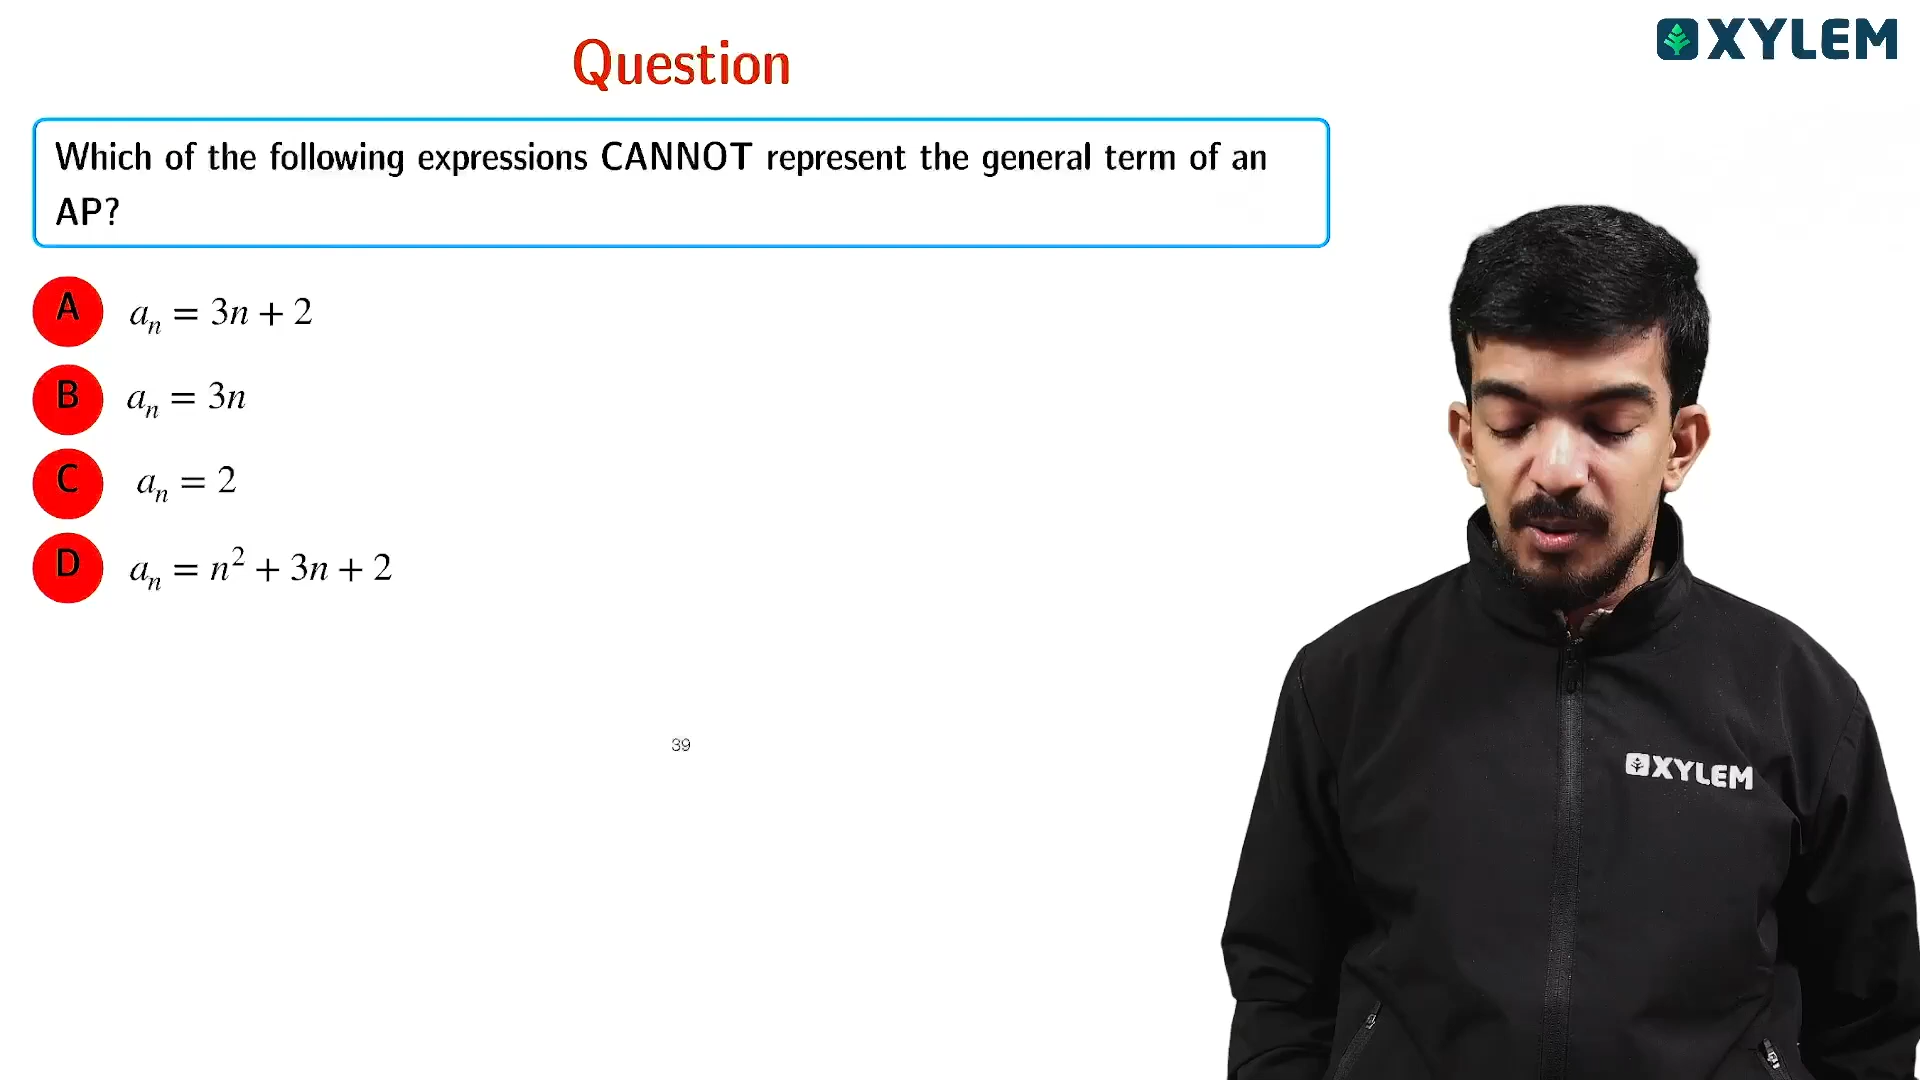 XYLEM
Question
Which of the following expressions CANNOT represent the general term of an
AP?
A aₙ = 3n + 2
B aₙ = 3n
C aₙ = 2
D aₙ = n² + 3n + 2
39
XYLEM